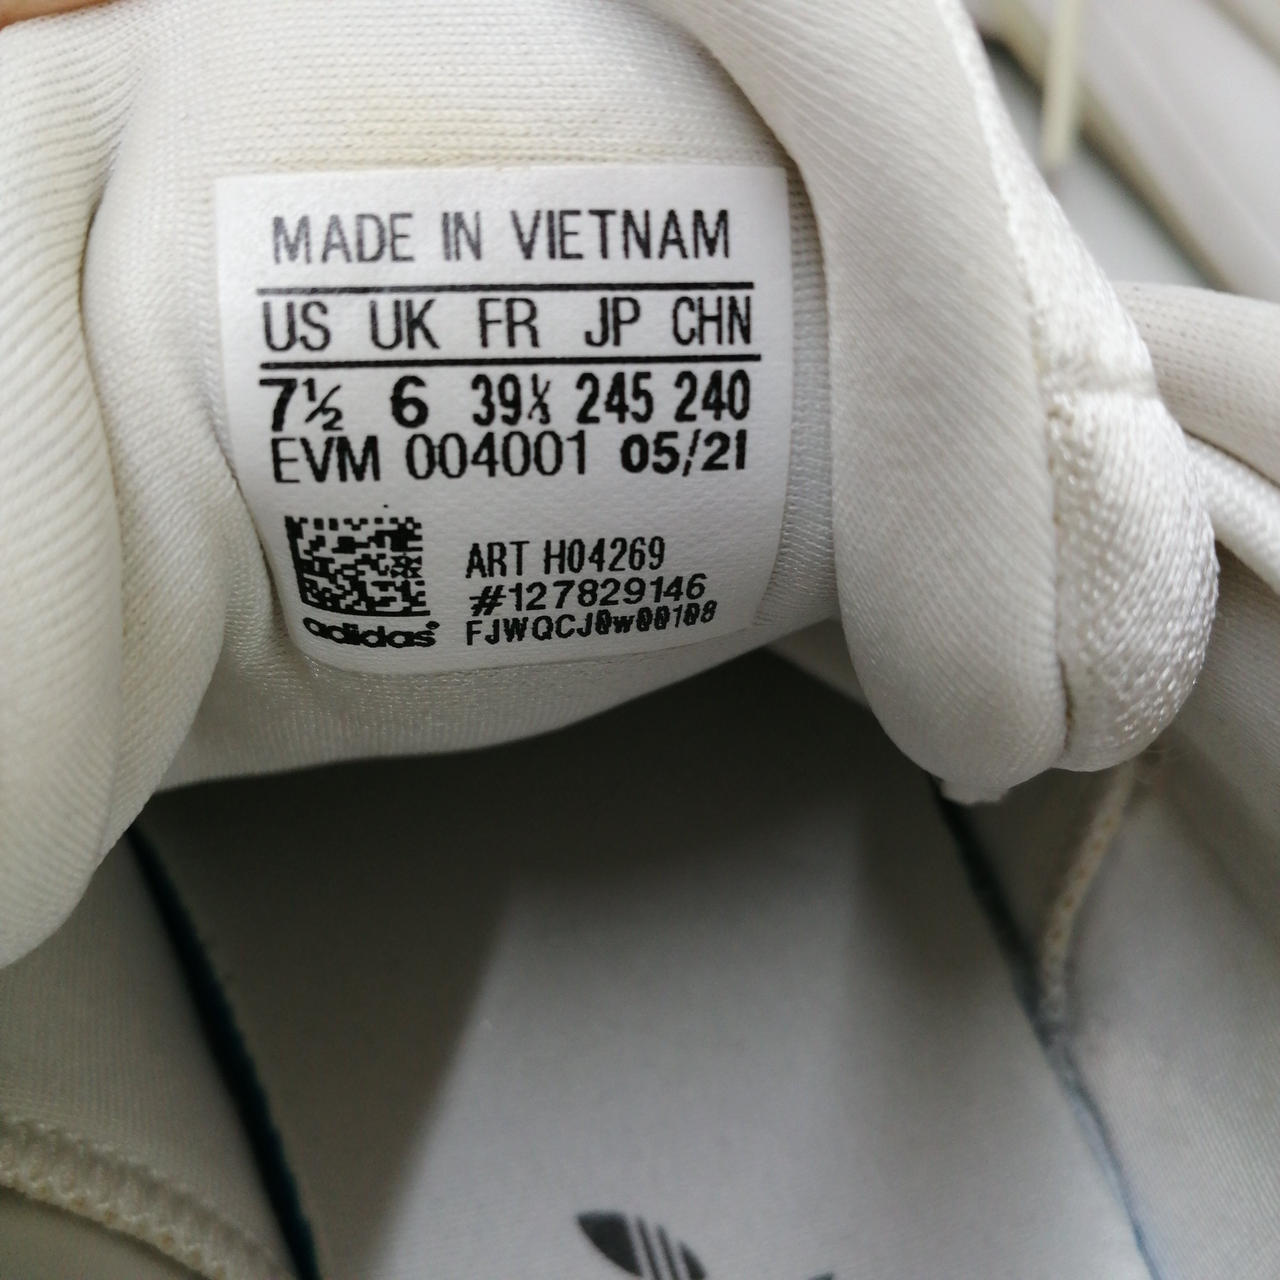 MADE IN VIETNAM
US UK FR JP CHN
7½ 6 39⅓ 245 240
EVM 004001 05/21
ART H04269
#127829146
FJWQCJ0w00108
adidas